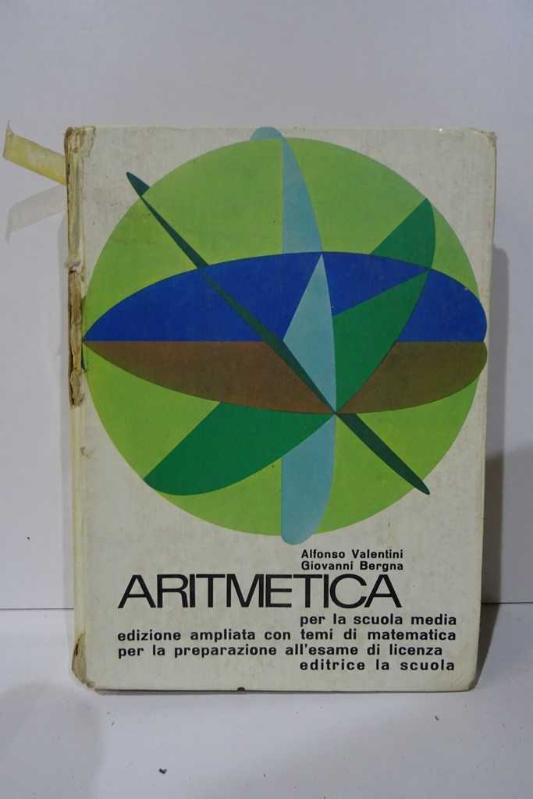 Alfonso Valentini
Giovanni Bergna
ARITMETICA
per la scuola media
edizione ampliata con temi di matematica
per la preparazione all'esame di licenza
editrice la scuola